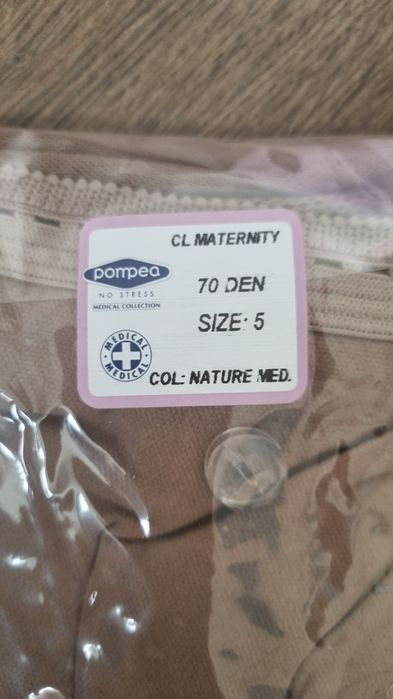 CL MATERNITY
pompea
NO STRESS
MEDICAL COLLECTION
70 DEN
SIZE: 5
MEDICAL
MEDICAL
COL: NATURE MED.